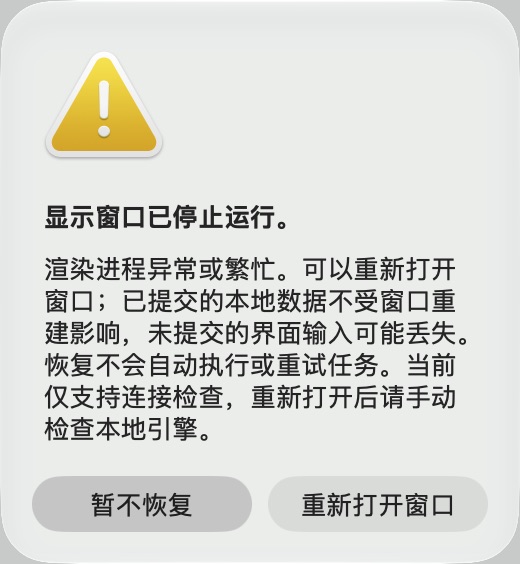 显示窗口已停止运行。
渲染进程异常或繁忙。可以重新打开
窗口；已提交的本地数据不受窗口重
建影响，未提交的界面输入可能丢失。
恢复不会自动执行或重试任务。当前
仅支持连接检查，重新打开后请手动
检查本地引擎。
暂不恢复
重新打开窗口